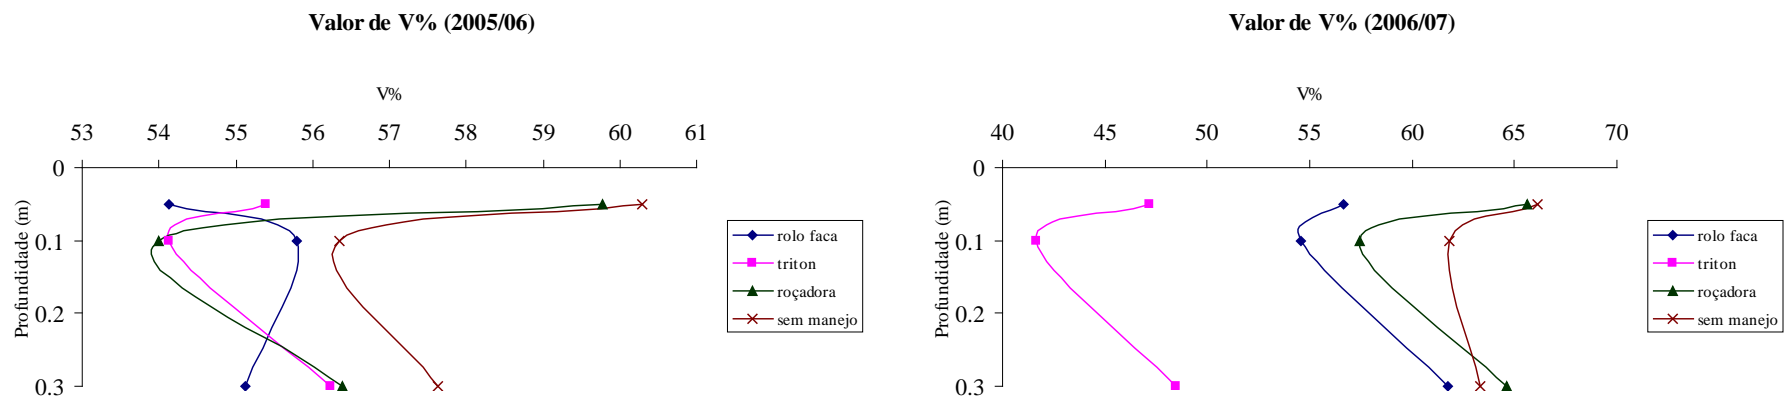 Valor de V% (2005/06)
V%
53 54 55 56 57 58 59 60 61
0
0.1
0.2
0.3
Profundidade (m)
rolo faca
triton
roçadora
sem manejo
Valor de V% (2006/07)
V%
40 45 50 55 60 65 70
0
0.1
0.2
0.3
Profundidade (m)
rolo faca
triton
roçadora
sem manejo